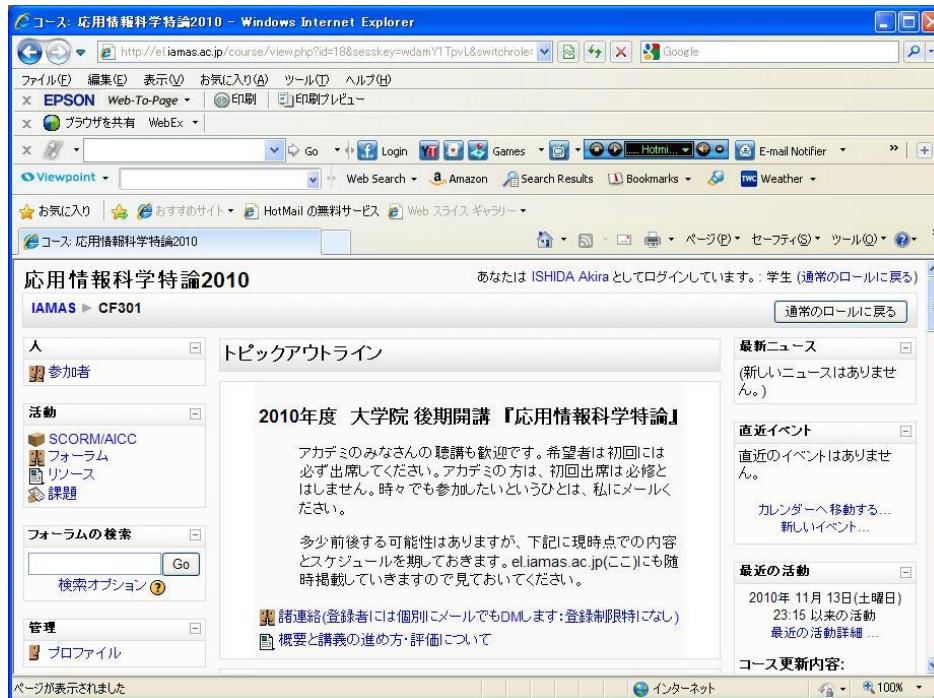 コース: 応用情報科学特論2010 - Windows Internet Explorer
http://el.iamas.ac.jp/course/view.php?id=18&sesskey=wdamY1TpvL&switchrole=
Google
ファイル(F) 編集(E) 表示(V) お気に入り(A) ツール(T) ヘルプ(H)
x EPSON Web-To-Page 印刷 印刷プレビュー
x ブラウザを共有 WebEx
x Go Login Games Hotmi... E-mail Notifier »
Viewpoint Web Search Amazon Search Results Bookmarks TWC Weather
お気に入り おすすめサイト HotMail の無料サービス Web スライス ギャラリー
コース: 応用情報科学特論2010 ページ(P) セーフティ(S) ツール(O)
応用情報科学特論2010
あなたは ISHIDA Akira としてログインしています。: 学生 (通常のロールに戻る)
IAMAS ► CF301
通常のロールに戻る
人
参加者
活動
SCORM/AICC
フォーラム
リソース
課題
フォーラムの検索
Go
検索オプション
管理
プロファイル
トピックアウトライン
2010年度 大学院 後期開講 『応用情報科学特論』
アカデミのみなさんの聴講も歓迎です。希望者は初回には
必ず出席してください。アカデミの方は、初回出席は必修と
はしません。時々でも参加したいというひとは、私にメールく
ださい。
多少前後する可能性はありますが、下記に現時点での内容
とスケジュールを期しておきます。el.iamas.ac.jp(ここ)にも随
時掲載していきますので見ておいてください。
諸連絡(登録者には個別にメールでもDMします:登録制限特になし)
概要と講義の進め方・評価について
最新ニュース
(新しいニュースはありませ
ん。)
直近イベント
直近のイベントはありませ
ん。
カレンダーへ移動する...
新しいイベント...
最近の活動
2010年 11月 13日(土曜日)
23:15 以来の活動
最近の活動詳細 ...
コース更新内容:
ページが表示されました
インターネット
100%